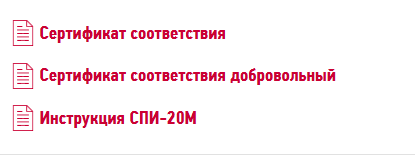 Сертификат соответствия
Сертификат соответствия добровольный
Инструкция СПИ-20М